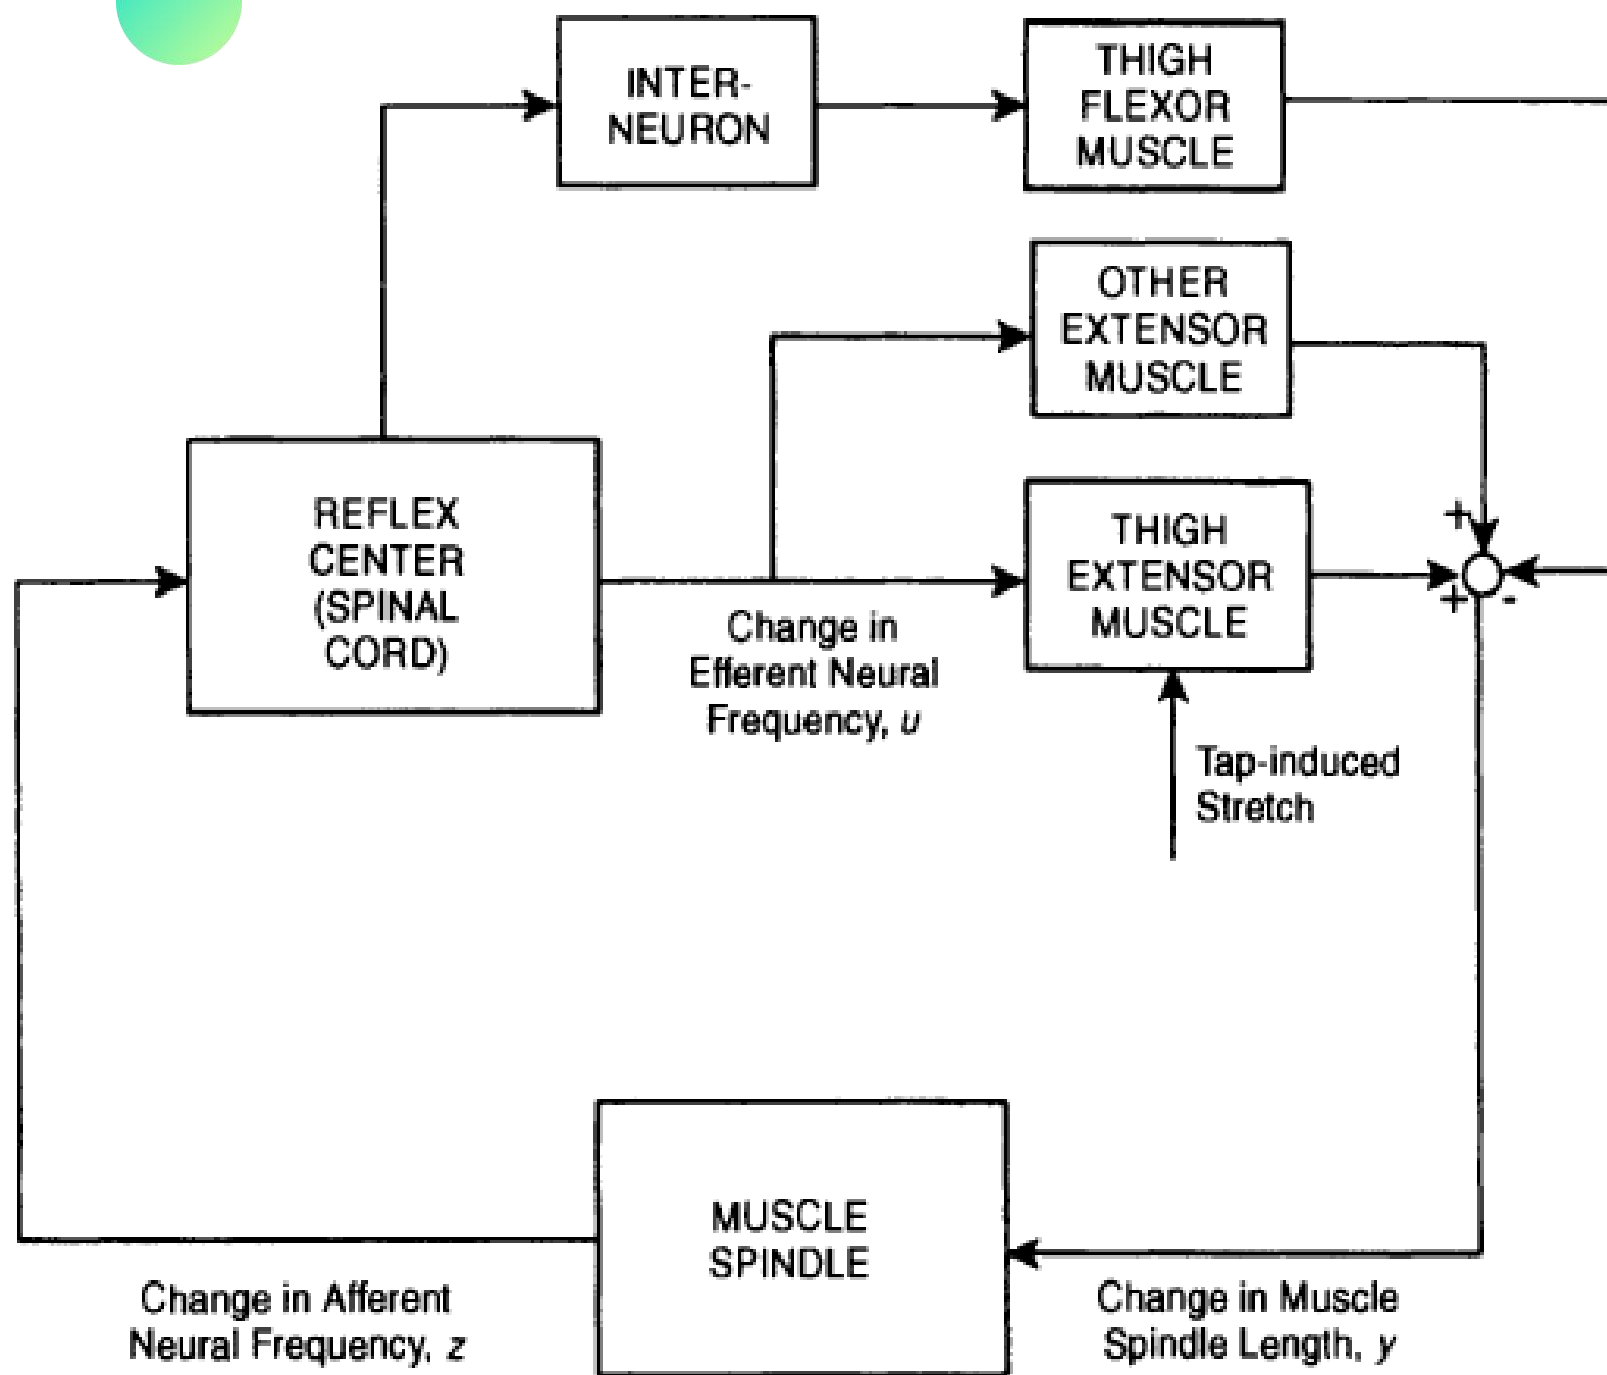 INTER-
NEURON
THIGH
FLEXOR
MUSCLE
OTHER
EXTENSOR
MUSCLE
REFLEX
CENTER
(SPINAL
CORD)
THIGH
EXTENSOR
MUSCLE
+
+
-
Change in
Efferent Neural
Frequency, u
Tap-induced
Stretch
MUSCLE
SPINDLE
Change in Afferent
Neural Frequency, z
Change in Muscle
Spindle Length, y